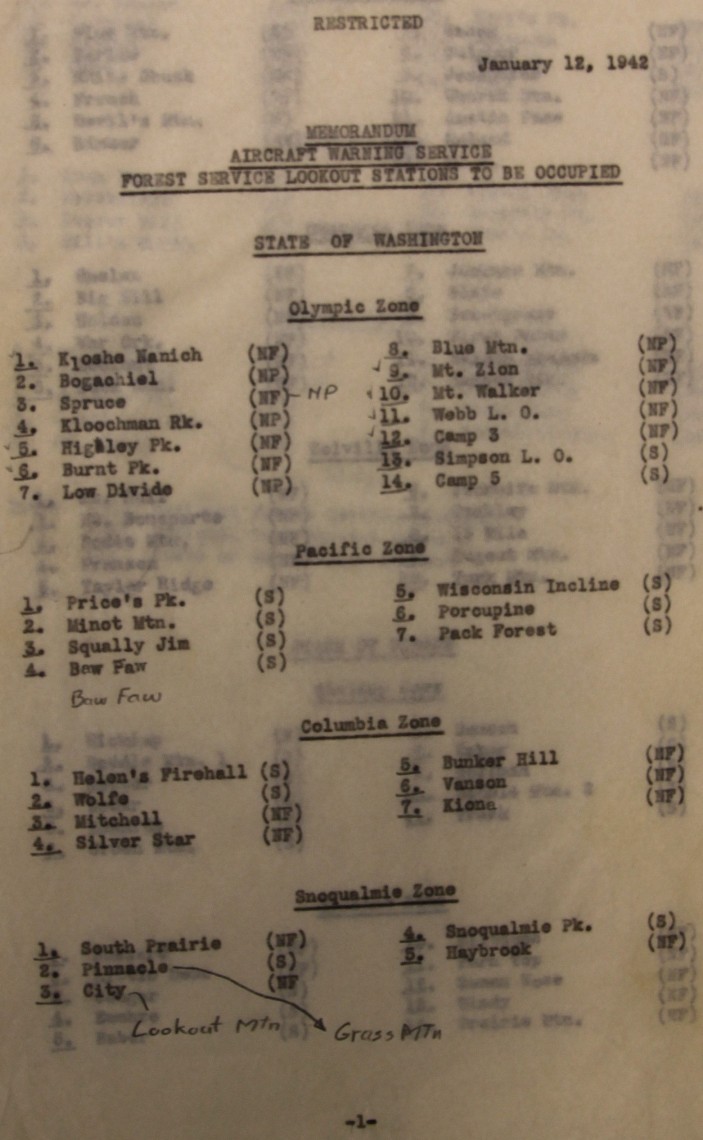 RESTRICTED
January 12, 1942
MEMORANDUM
AIRCRAFT WARNING SERVICE
FOREST SERVICE LOOKOUT STATIONS TO BE OCCUPIED
STATE OF WASHINGTON
Olympic Zone
1. Kloshe Nanich (NF)
2. Bogachiel (NP)
3. Spruce (NF) - NP
4. Kloochman Rk. (NP)
5. Highley Pk. (NF)
6. Burnt Pk. (NF)
7. Low Divide (NP)
8. Blue Mtn. (NP)
9. Mt. Zion (NF)
10. Mt. Walker (NF)
11. Webb L. O. (NF)
12. Camp 3 (NF)
13. Simpson L. O. (S)
14. Camp 5 (S)
Pacific Zone
1. Price's Pk. (S)
2. Minot Mtn. (S)
3. Squally Jim (S)
4. Baw Faw (S)
Baw Faw
5. Wisconsin Incline (S)
6. Porcupine (S)
7. Pack Forest (S)
Columbia Zone
1. Helen's Firehall (S)
2. Wolfe (S)
3. Mitchell (NF)
4. Silver Star (NF)
5. Bunker Hill (NF)
6. Vanson (NF)
7. Kiona (NF)
Snoqualmie Zone
1. South Prairie (NF)
2. Pinnacle (S)
3. City (NF
Lookout Mtn
Grass Mtn
4. Snoqualmie Pk. (S)
5. Haybrook (NF)
-1-